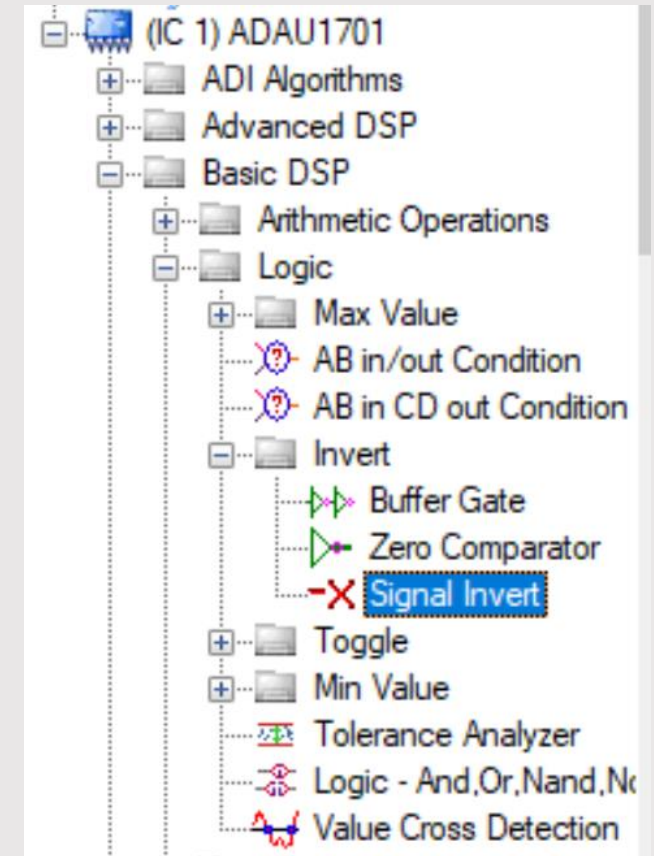 (IC 1) ADAU1701
ADI Algorithms
Advanced DSP
Basic DSP
Arithmetic Operations
Logic
Max Value
AB in/out Condition
AB in CD out Condition
Invert
Buffer Gate
Zero Comparator
Signal Invert
Toggle
Min Value
Tolerance Analyzer
Logic - And,Or,Nand,
Value Cross Detection